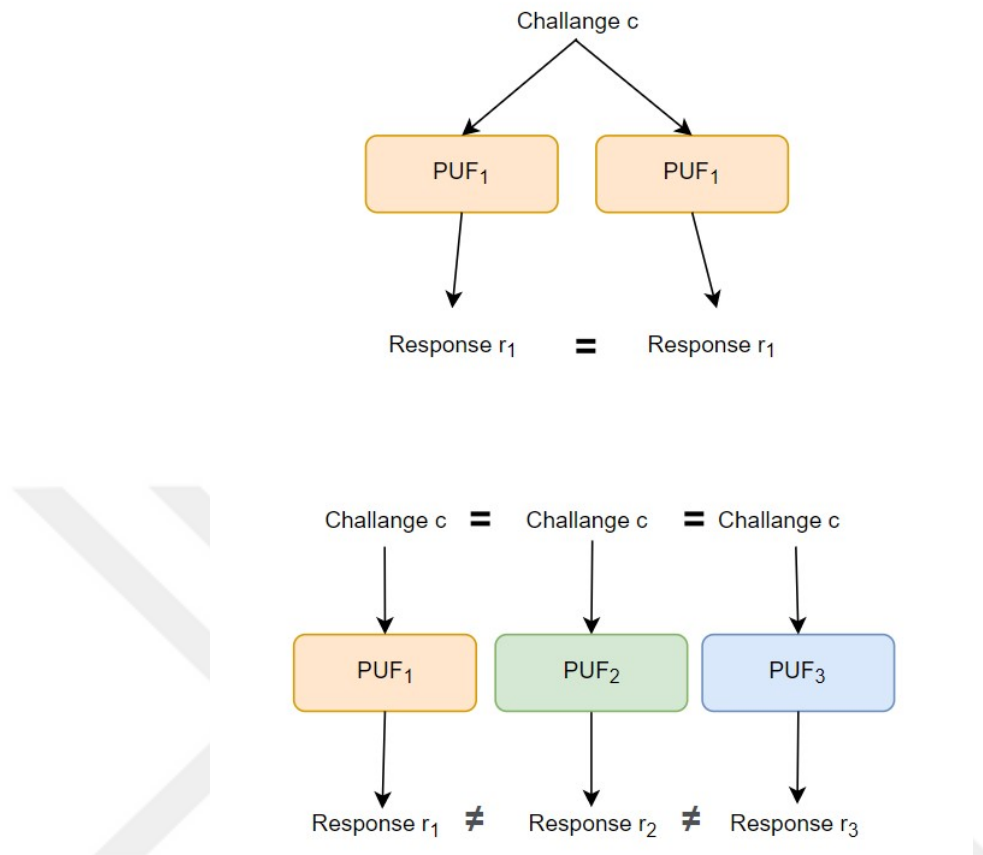 Challange c
PUF₁ PUF₁
Response r₁ = Response r₁
Challange c = Challange c = Challange c
PUF₁ PUF₂ PUF₃
Response r₁ ≠ Response r₂ ≠ Response r₃